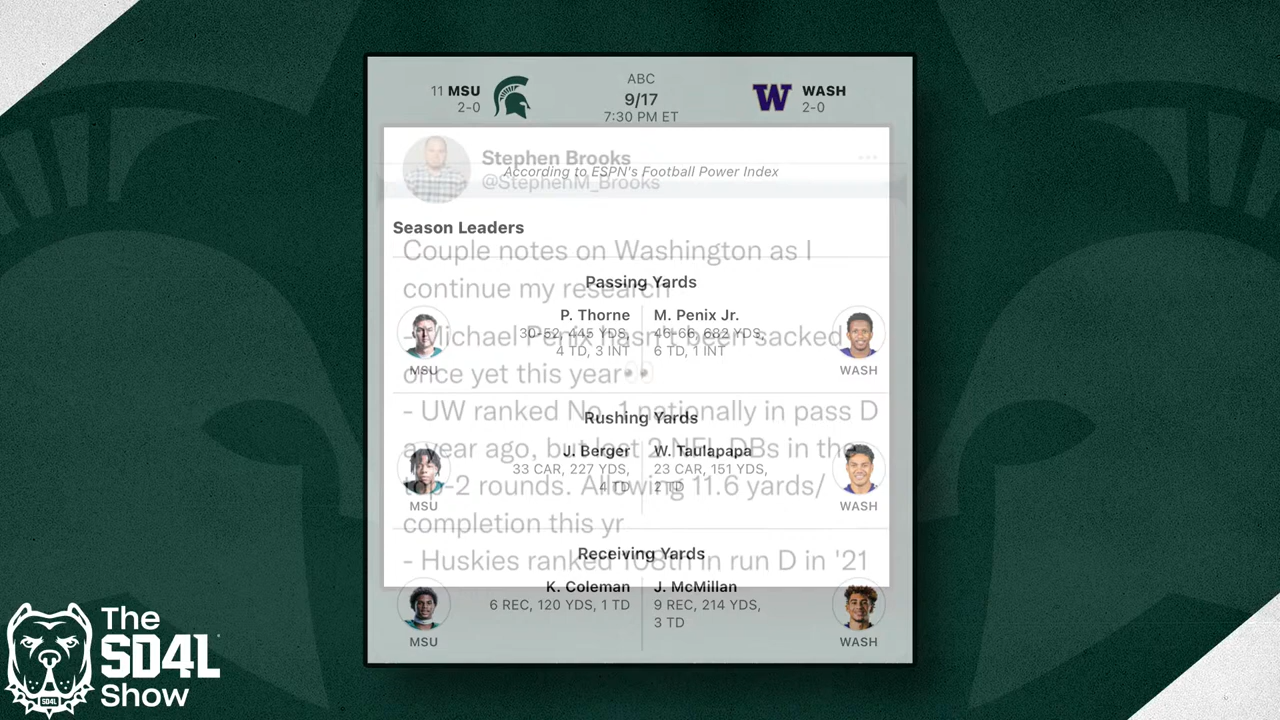 ABC
11 MSU
2-0
9/17
7:30 PM ET
W
WASH
2-0
Stephen Brooks
According to ESPN's Football Power Index
@StephenM_Brooks
Season Leaders
Couple notes on Washington as I
Passing Yards
continue my research
P. Thorne
30-52, 445 YDS,
4 TD, 3 INT
MSU
M. Penix Jr.
46-66, 682 YDS,
6 TD, 1 INT
WASH
- Michael Penix hasn't been sacked
once yet this year👀
- UW ranked No. 1 nationally in pass D
Rushing Yards
a year ago, but lost 2 NFL DBs in the
J. Berger
33 CAR, 227 YDS,
4 TD
MSU
W. Taulapapa
23 CAR, 151 YDS,
2 TD
WASH
top-2 rounds. Allowing 11.6 yards/
completion this yr
Receiving Yards
- Huskies ranked 108th in run D in '21
K. Coleman
6 REC, 120 YDS, 1 TD
MSU
J. McMillan
9 REC, 214 YDS,
3 TD
WASH
The
SD4L
Show
SD4L